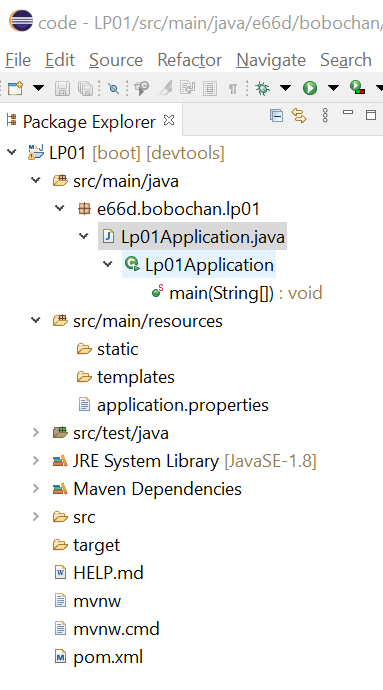 code - LP01/src/main/java/e66d/bobochan/
File Edit Source Refactor Navigate Search
Package Explorer
LP01 [boot] [devtools]
src/main/java
e66d.bobochan.lp01
Lp01Application.java
Lp01Application
main(String[]) : void
src/main/resources
static
templates
application.properties
src/test/java
JRE System Library [JavaSE-1.8]
Maven Dependencies
src
target
HELP.md
mvnw
mvnw.cmd
pom.xml